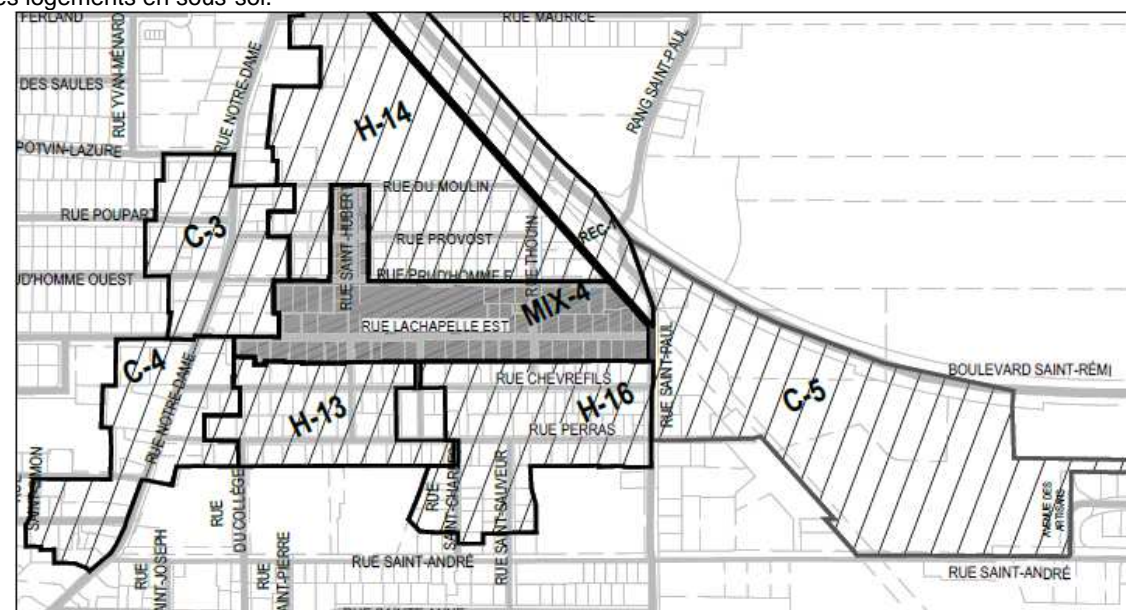 es logements en sous-sol.
FERLAND
RUE MAURICE
RUE YVAN-MÉNARD
RUE NOTRE-DAME
RANG SAINT-PAUL
DES SAULES
H-14
POTVIN-LAZURE
RUE DU MOULIN
RUE POUPART
C-3
RUE SAINT-HUBERT
RUE PROVOST
RUE THOUIN
REC-
UD'HOMME OUEST
RUE PRUD'HOMME E
MIX-4
RUE LACHAPELLE EST
C-4
RUE NOTRE-DAME
RUE CHEVREFILS
RUE SAINT-PAUL
C-5
BOULEVARD SAINT-RÉMI
H-13
H-16
RUE PERRAS
SAINT-SIMON
RUE
DU COLLÈGE
RUE
SAINT-CHARLES
RUE SAINT-SAUVEUR
AVENUE DES
ARTISANS
RUE
AINT-JOSEPH
RUE
AINT-PIERRE
RUE SAINT-ANDRÉ
RUE SAINT-ANDRÉ